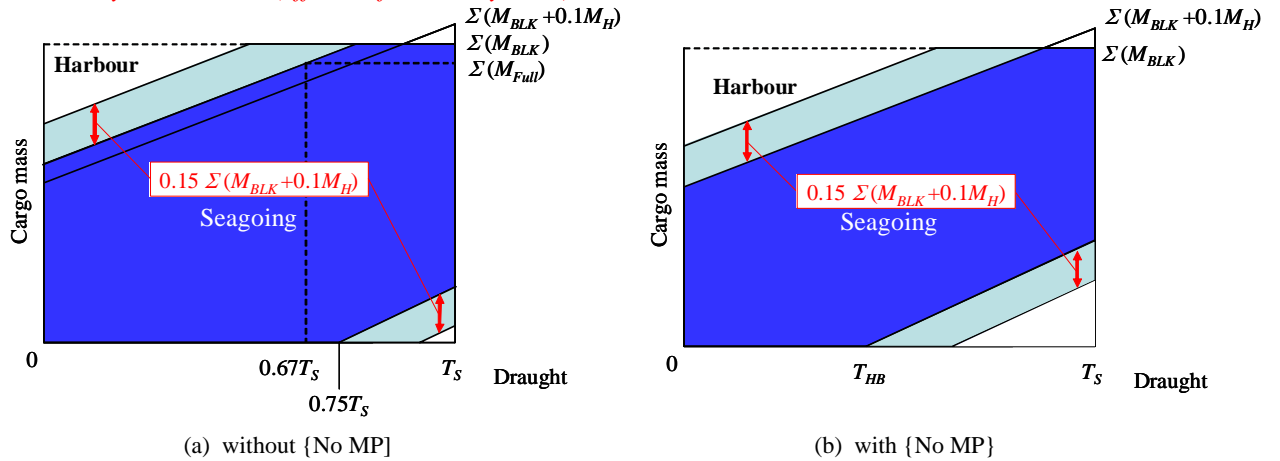 Σ(M_BLK+0.1M_H)
Σ(M_BLK)
Σ(M_Full)
Harbour
0.15 Σ(M_BLK+0.1M_H)
Seagoing
Cargo mass
0
0.67T_S
T_S
0.75T_S
Draught
(a) without {No MP]
Σ(M_BLK+0.1M_H)
Σ(M_BLK)
Harbour
0.15 Σ(M_BLK+0.1M_H)
Seagoing
Cargo mass
0
T_HB
T_S
Draught
(b) with {No MP}